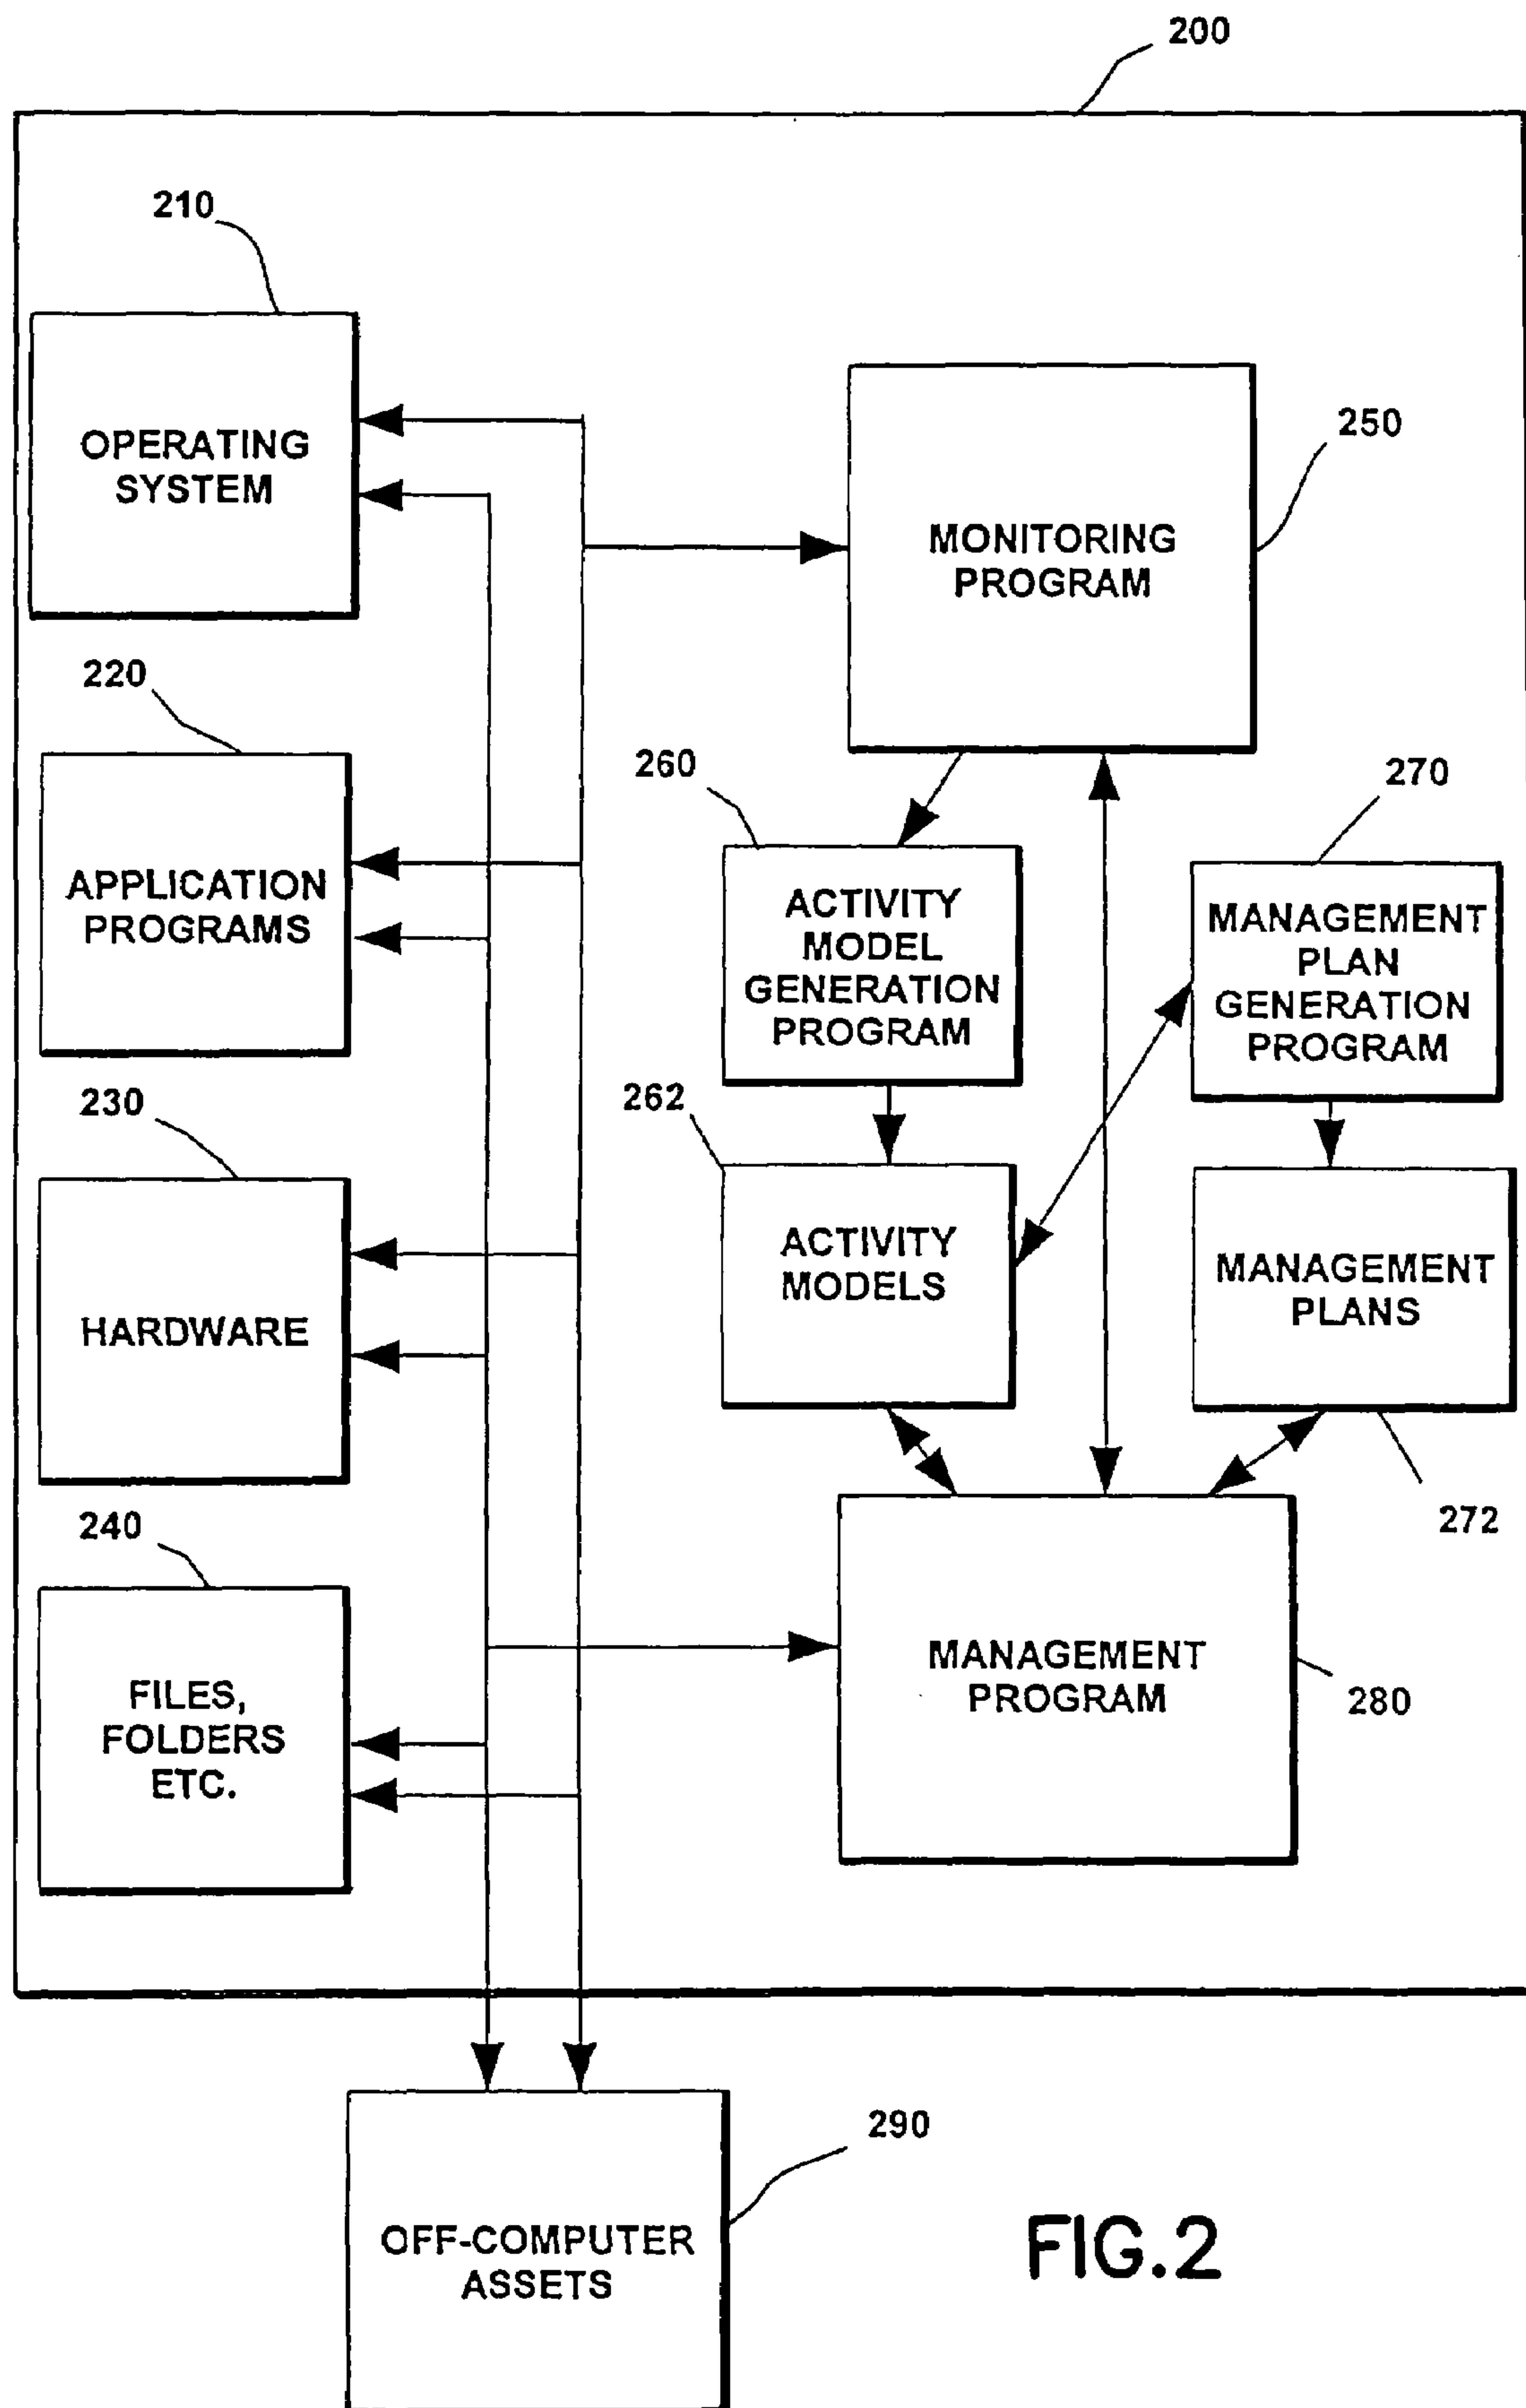 200
210
OPERATING
SYSTEM
250
MONITORING
PROGRAM
220
APPLICATION
PROGRAMS
260
ACTIVITY
MODEL
GENERATION
PROGRAM
270
MANAGEMENT
PLAN
GENERATION
PROGRAM
230
HARDWARE
262
ACTIVITY
MODELS
MANAGEMENT
PLANS
272
240
FILES,
FOLDERS
ETC.
MANAGEMENT
PROGRAM
280
290
OFF-COMPUTER
ASSETS
FIG.2